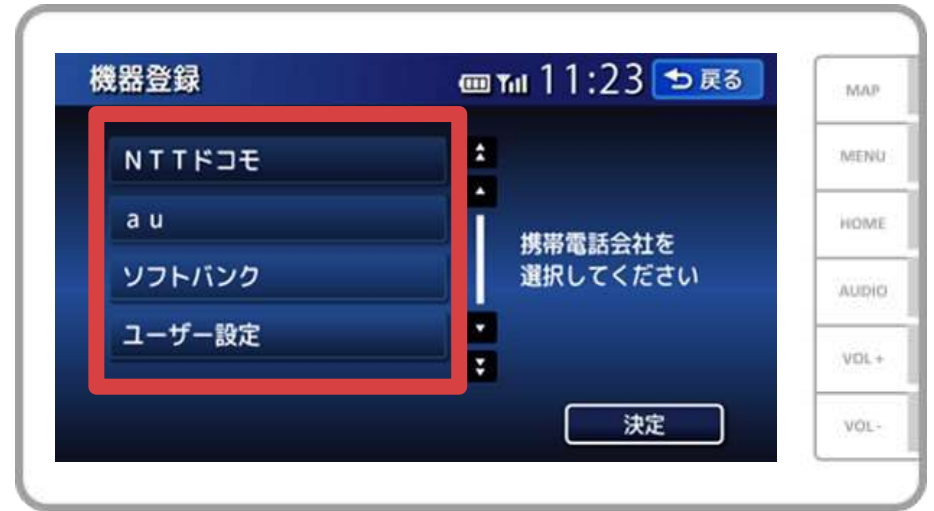 機器登録
11:23
戻る
NTTドコモ
au
ソフトバンク
ユーザー設定
携帯電話会社を
選択してください
決定
MAP
MENU
HOME
AUDIO
VOL+
VOL-